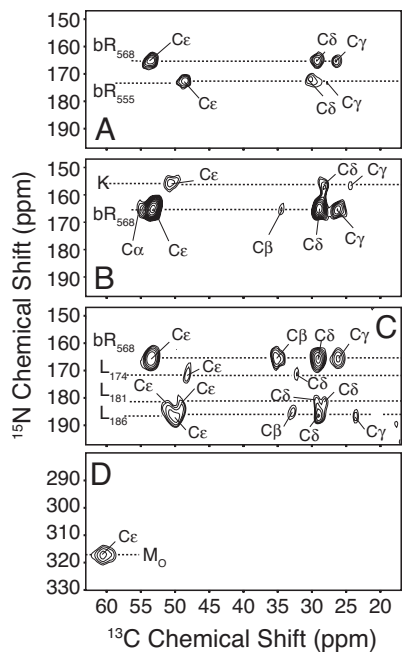 150
160
170
180
190
bR568
bR555
Cε
Cδ
Cγ
Cε
Cδ
Cγ
A
150
160
170
180
190
K
bR568
Cε
Cδ
Cγ
Cα
Cε
Cβ
Cδ
Cγ
B
150
160
170
180
190
bR568
L174
L181
L186
Cε
Cβ
Cδ
Cγ
C
Cε
Cδ
Cε
Cε
Cδ
Cδ
Cε
Cβ
Cδ
Cγ
D
290
300
310
320
330
Cε
MO
60 55 50 45 40 35 30 25 20
13C Chemical Shift (ppm)
15N Chemical Shift (ppm)